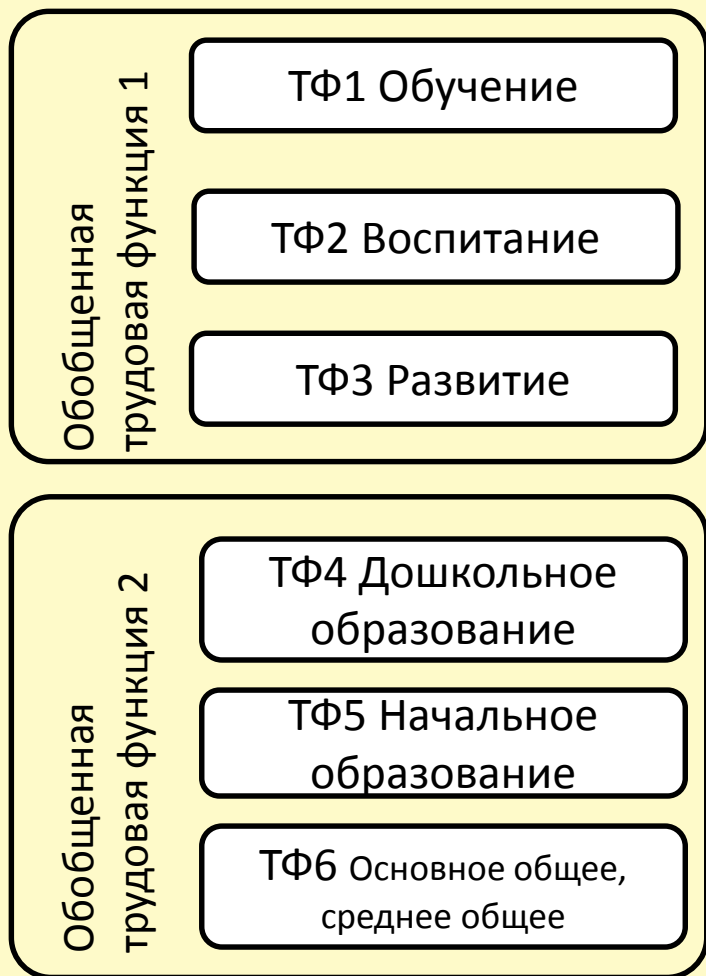 Обобщенная
трудовая функция 1
ТФ1 Обучение
ТФ2 Воспитание
ТФ3 Развитие
Обобщенная
трудовая функция 2
ТФ4 Дошкольное
образование
ТФ5 Начальное
образование
ТФ6 Основное общее,
среднее общее